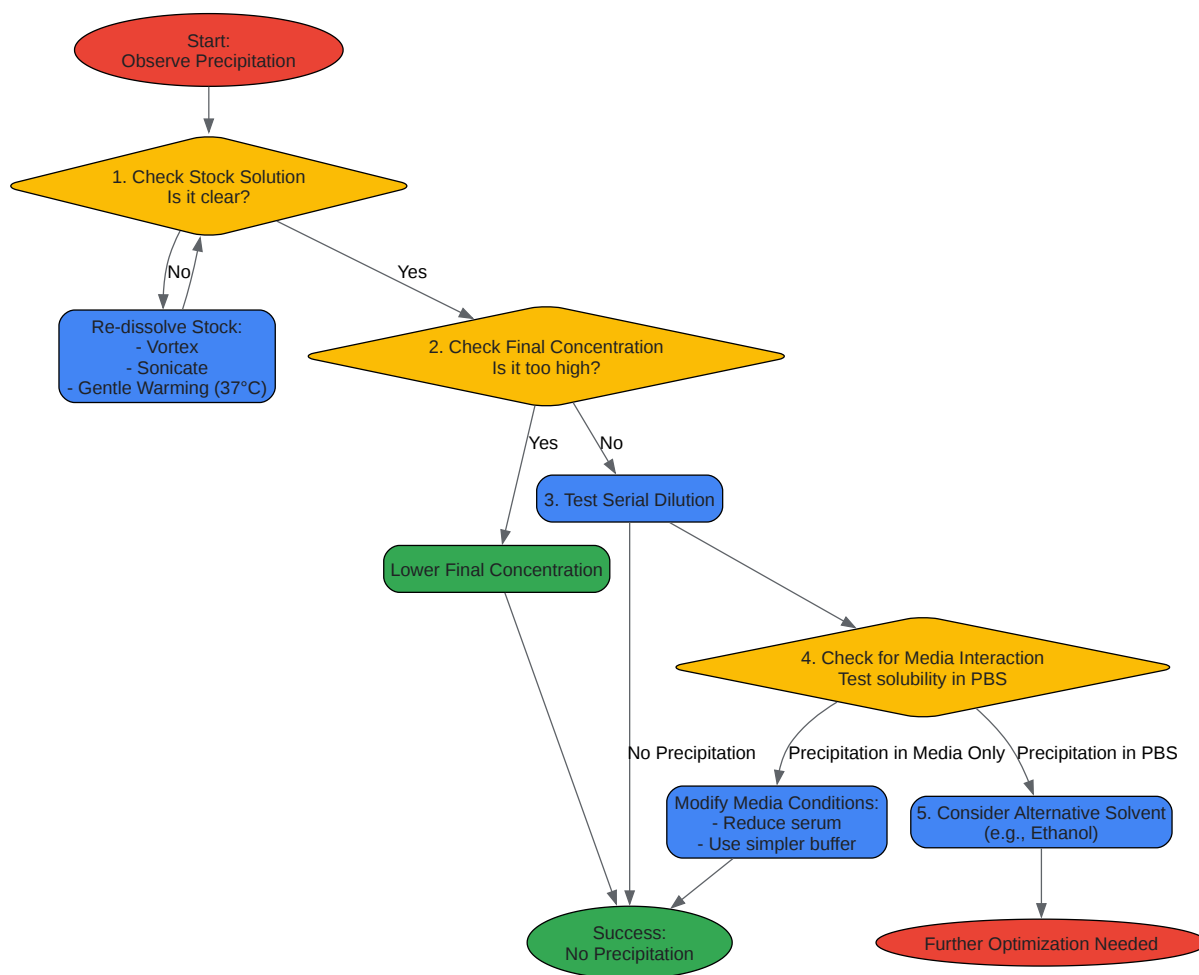 Start:
Observe Precipitation
1. Check Stock Solution
Is it clear?
No
Yes
Re-dissolve Stock:
- Vortex
- Sonicate
- Gentle Warming (37°C)
2. Check Final Concentration
Is it too high?
Yes
No
3. Test Serial Dilution
Lower Final Concentration
4. Check for Media Interaction
Test solubility in PBS
No Precipitation
Precipitation in Media Only
Precipitation in PBS
Modify Media Conditions:
- Reduce serum
- Use simpler buffer
5. Consider Alternative Solvent
(e.g., Ethanol)
Success:
No Precipitation
Further Optimization Needed